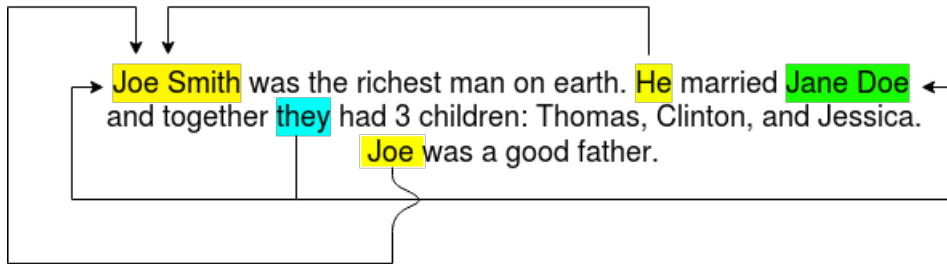 Joe Smith was the richest man on earth. He married Jane Doe
and together they had 3 children: Thomas, Clinton, and Jessica.
Joe was a good father.